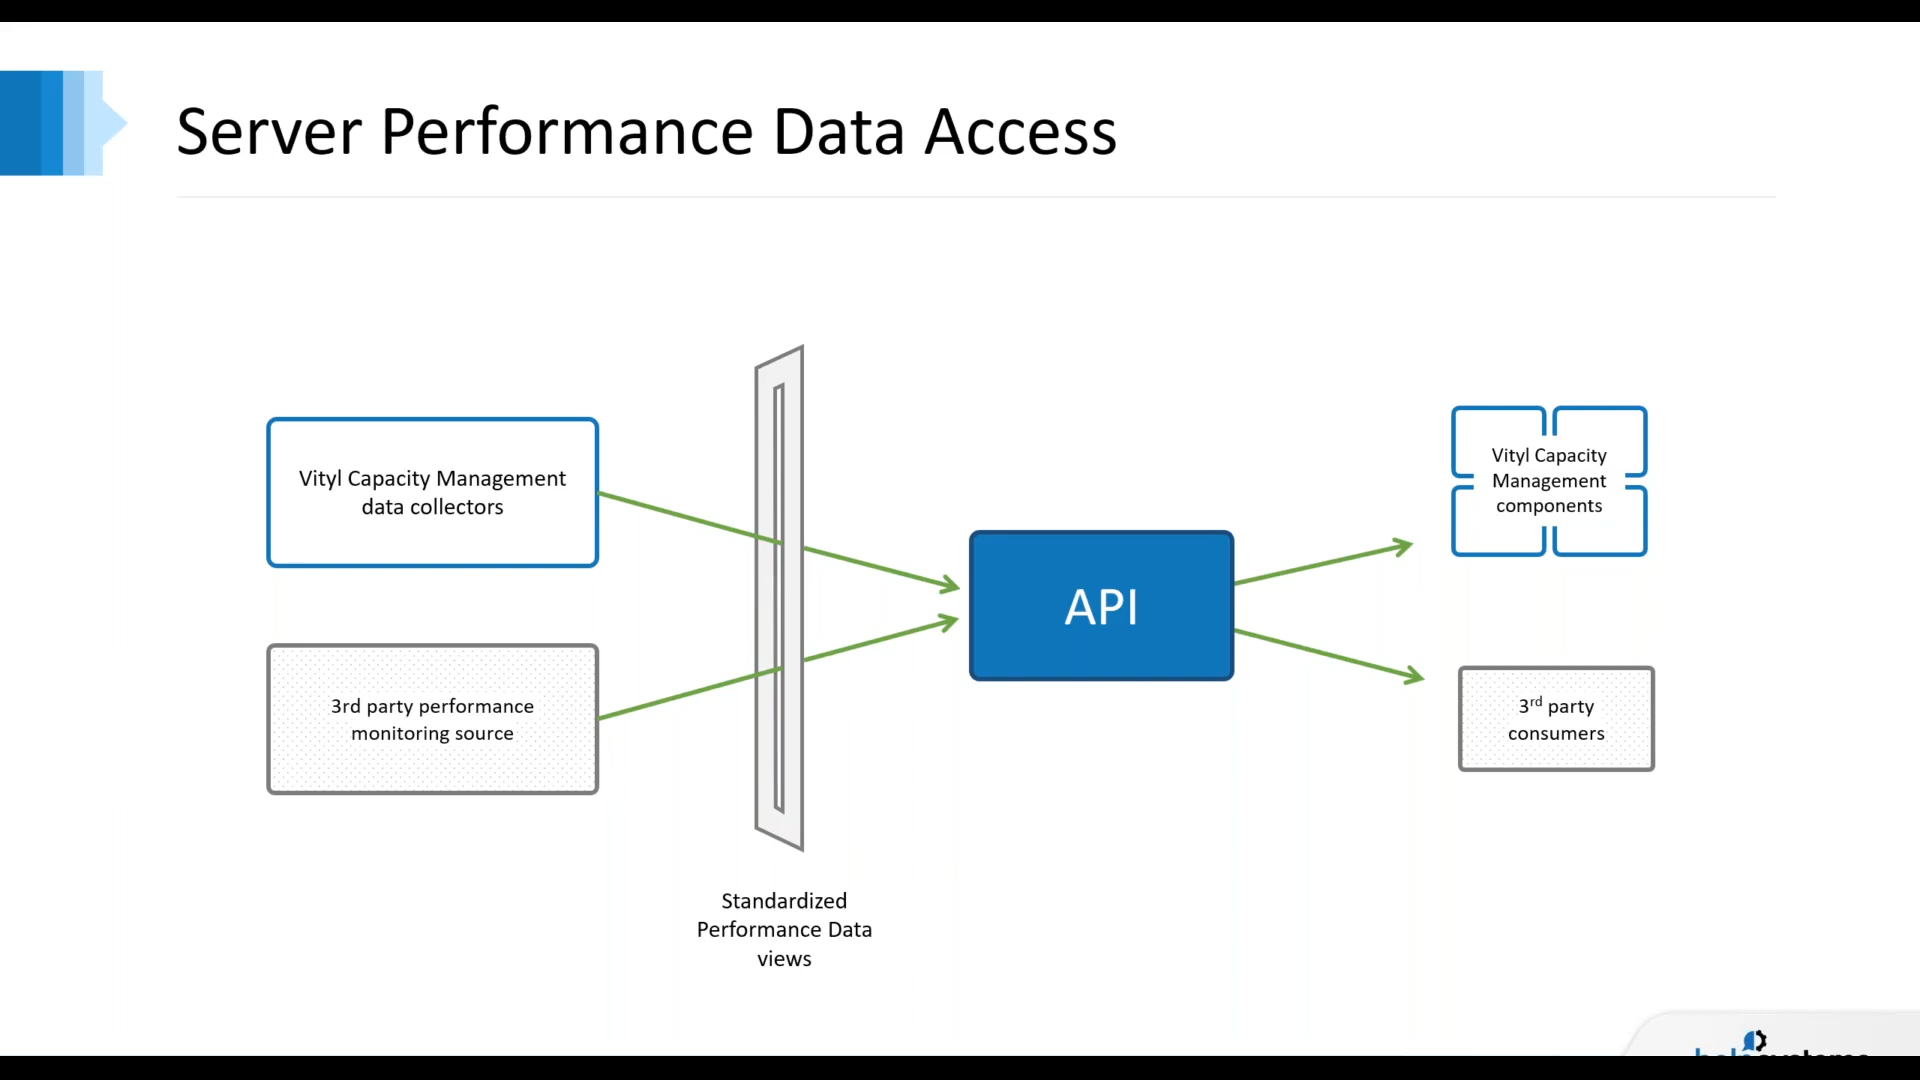 Server Performance Data Access
Vityl Capacity Management
data collectors
3rd party performance
monitoring source
Standardized
Performance Data
views
API
Vityl Capacity
Management
components
3rd party
consumers